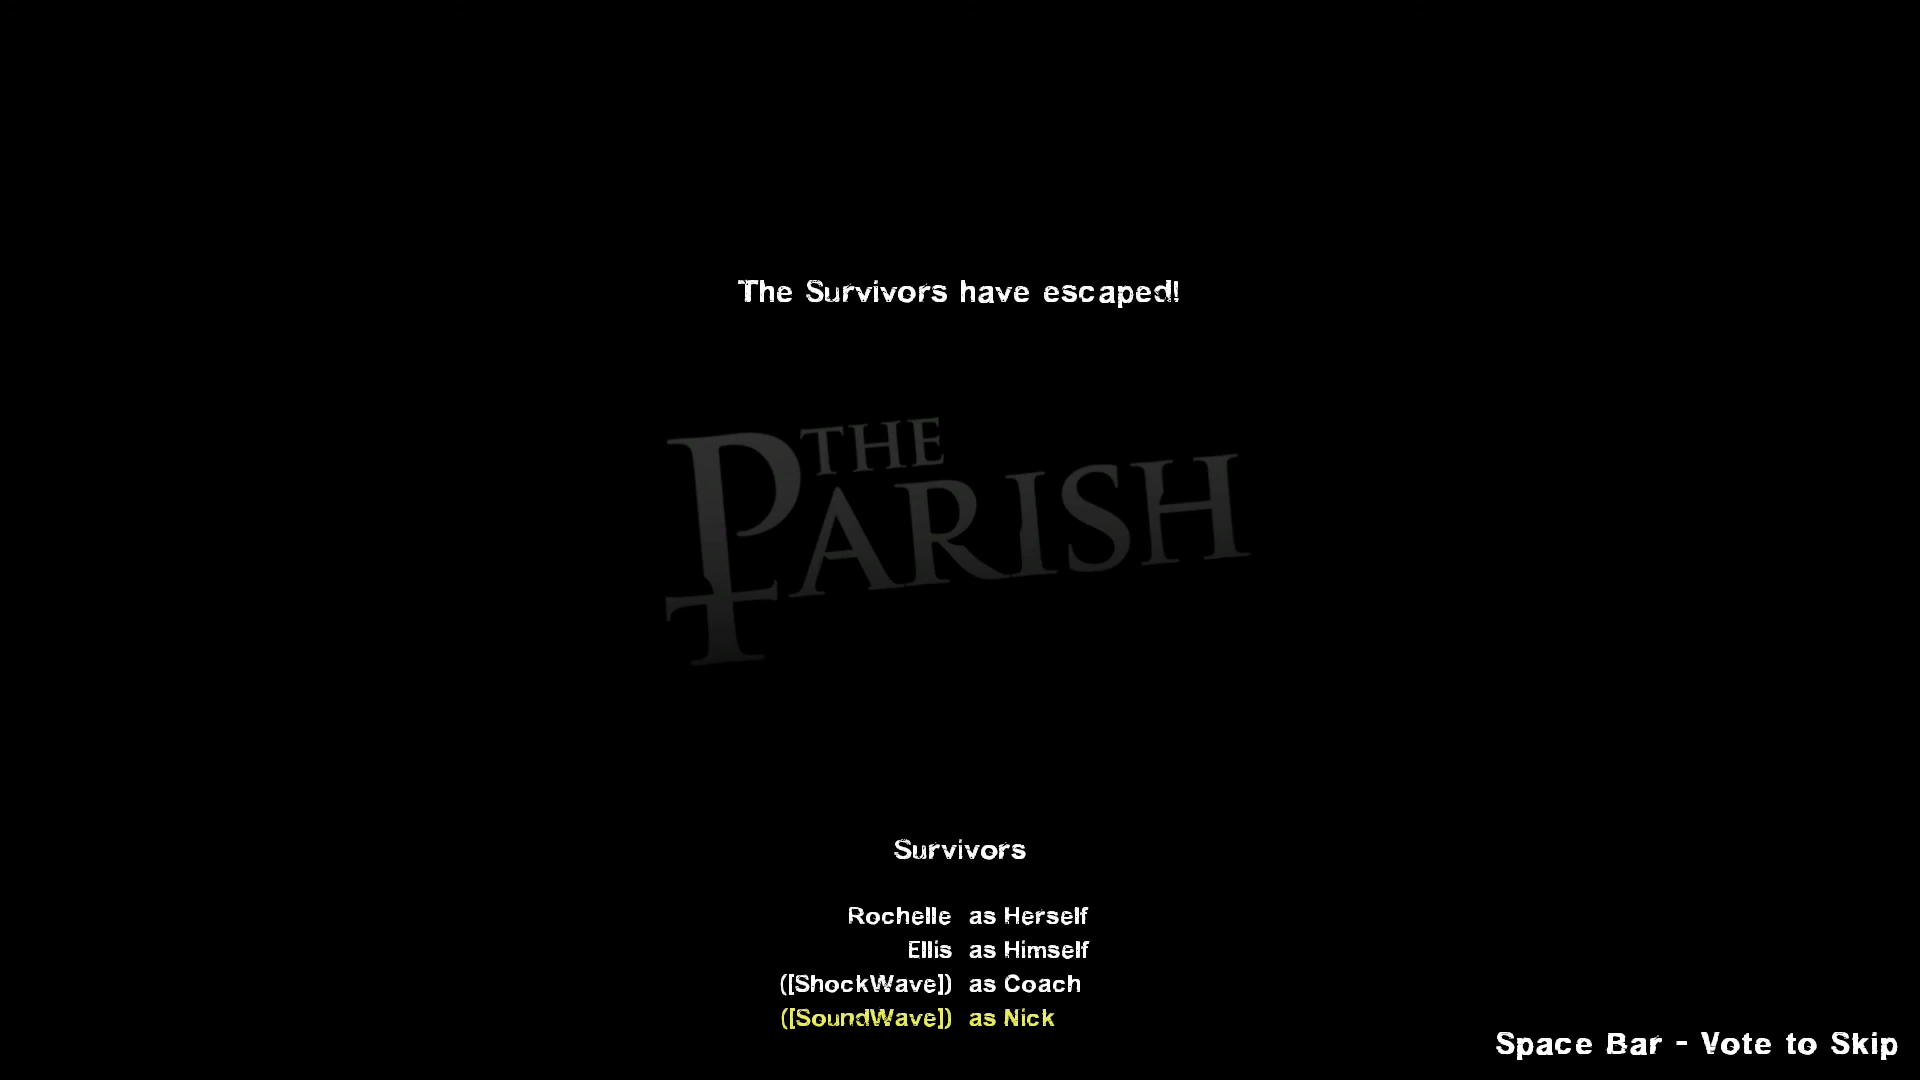 The Survivors have escaped!
THE
PARISH
Survivors
Rochelle as Herself
Ellis as Himself
([ShockWave]) as Coach
([SoundWave]) as Nick
Space Bar - Vote to Skip